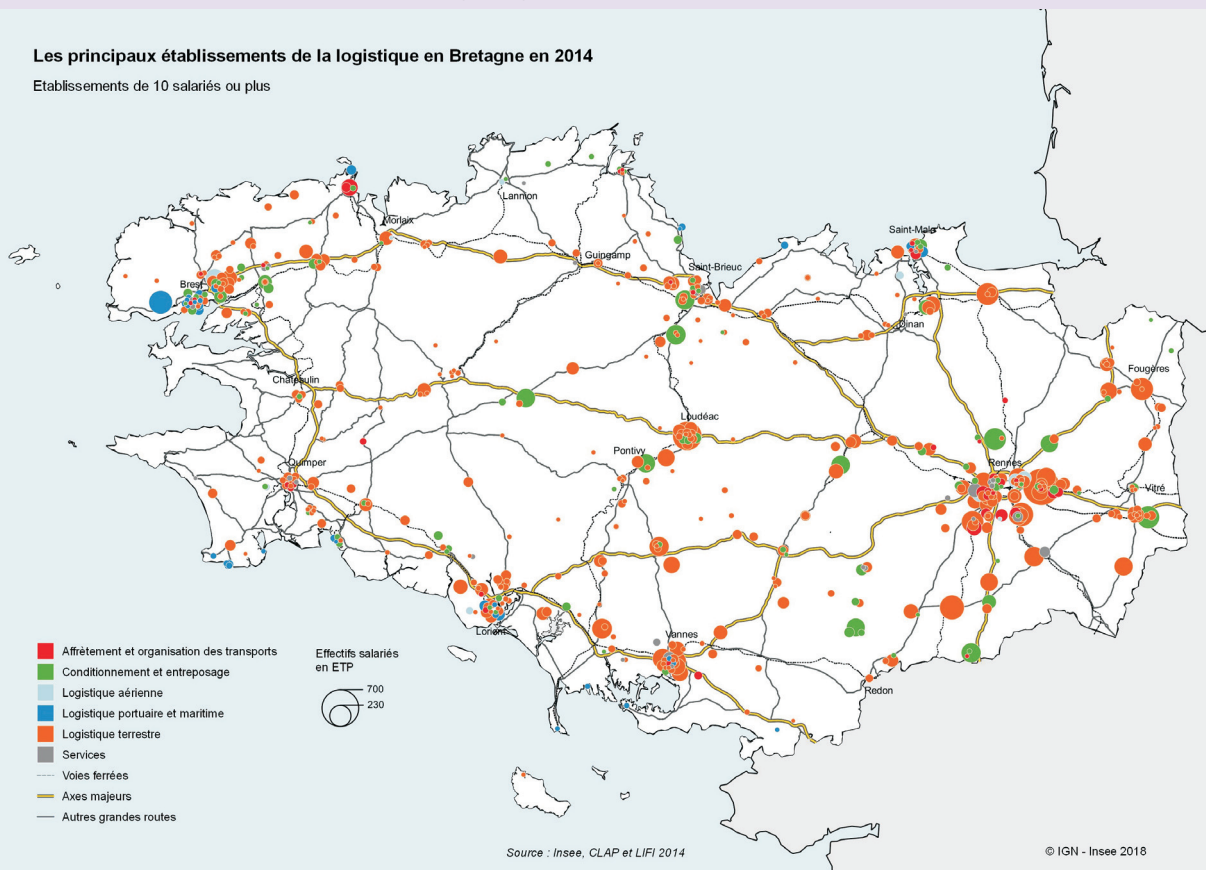 Les principaux établissements de la logistique en Bretagne en 2014
Etablissements de 10 salariés ou plus
Morlaix
Lannion
Guingamp
Saint-Malo
Saint-Brieuc
Brest
Dinan
Fougères
Châteaulin
Loudéac
Pontivy
Rennes
Quimper
Vitré
Lorient
Vannes
Redon
Affrètement et organisation des transports
Conditionnement et entreposage
Logistique aérienne
Logistique portuaire et maritime
Logistique terrestre
Services
Voies ferrées
Axes majeurs
Autres grandes routes
Effectifs salariés
en ETP
700
230
Source : Insee, CLAP et LIFI 2014
© IGN - Insee 2018